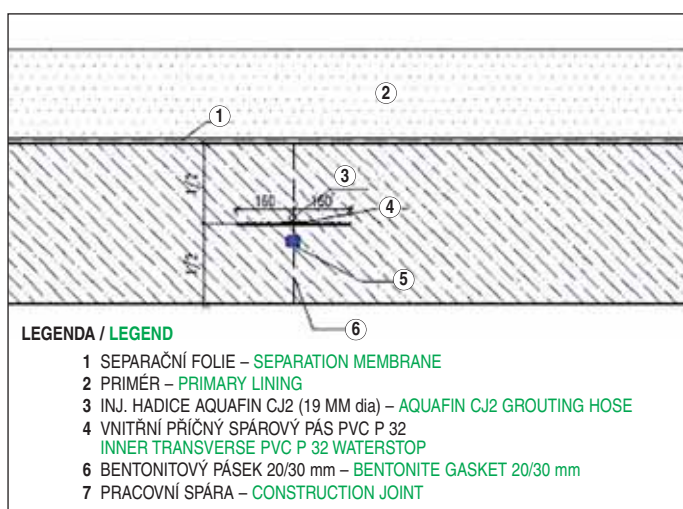 2
1
3
160 160
4
1/2
1/2
5
6
LEGENDA / LEGEND
1 SEPARAČNÍ FOLIE – SEPARATION MEMBRANE
2 PRIMÉR – PRIMARY LINING
3 INJ. HADICE AQUAFIN CJ2 (19 MM dia) – AQUAFIN CJ2 GROUTING HOSE
4 VNITŘNÍ PŘÍČNÝ SPÁROVÝ PÁS PVC P 32
INNER TRANSVERSE PVC P 32 WATERSTOP
6 BENTONITOVÝ PÁSEK 20/30 mm – BENTONITE GASKET 20/30 mm
7 PRACOVNÍ SPÁRA – CONSTRUCTION JOINT